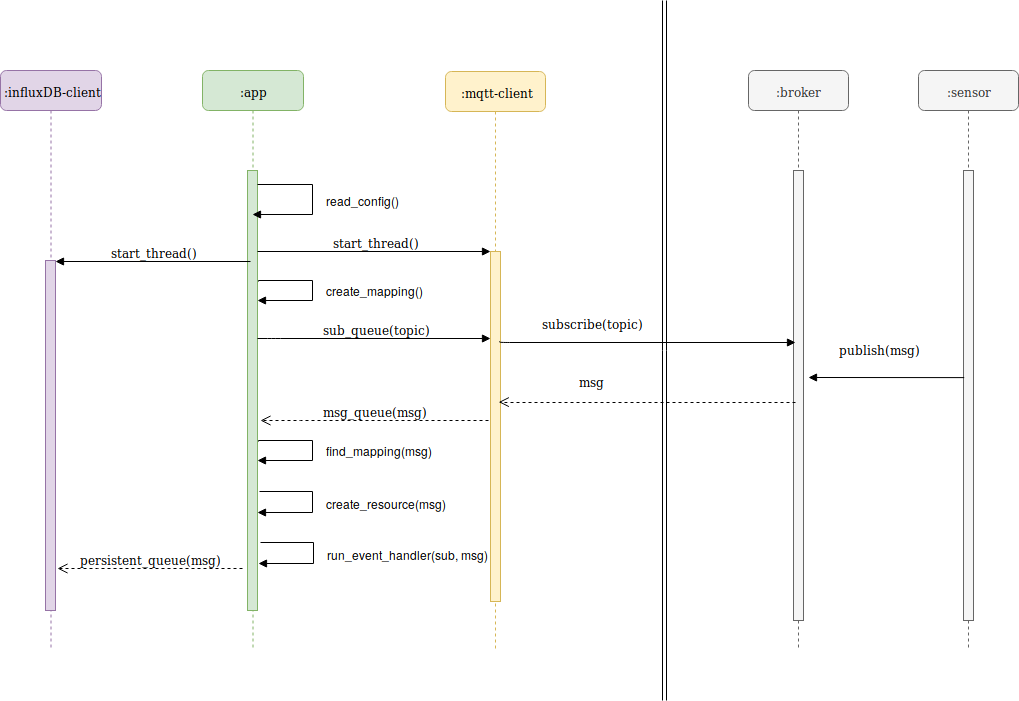 :influxDB-client
:app
:mqtt-client
:broker
:sensor
read_config()
start_thread()
start_thread()
create_mapping()
sub_queue(topic)
subscribe(topic)
publish(msg)
msg
msg_queue(msg)
find_mapping(msg)
create_resource(msg)
run_event_handler(sub, msg)
persistent_queue(msg)